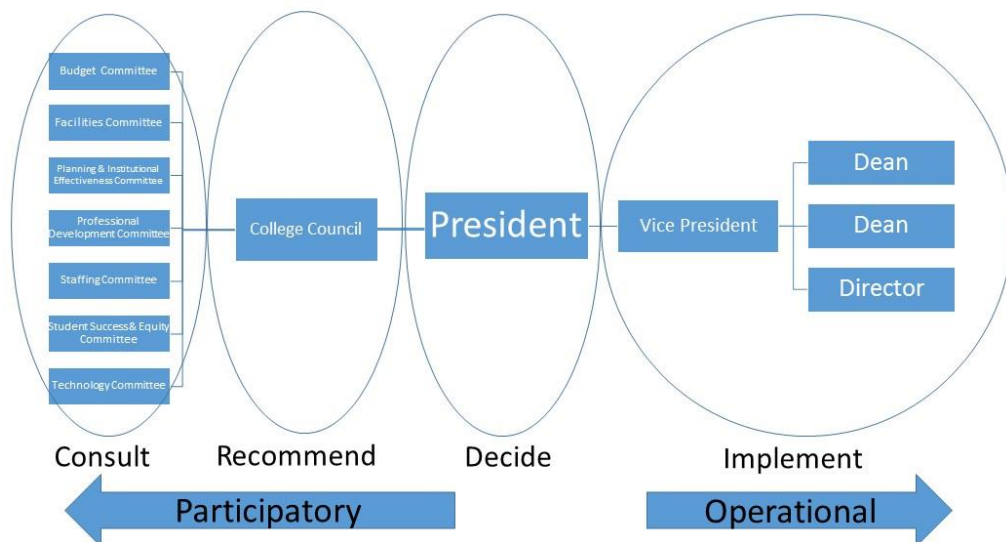 Budget Committee
Facilities Committee
Planning & Institutional
Effectiveness Committee
Professional
Development Committee
Staffing Committee
Student Success & Equity
Committee
Technology Committee
College Council
President
Vice President
Dean
Dean
Director
Consult
Recommend
Decide
Implement
Participatory
Operational